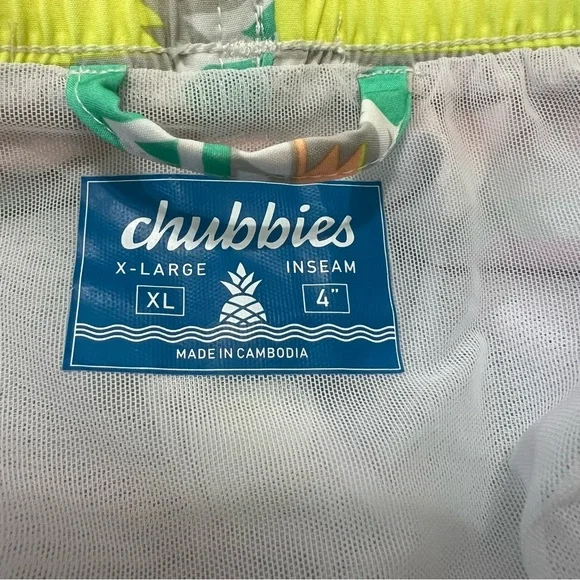 chubbies
X-LARGE INSEAM
XL 4"
MADE IN CAMBODIA